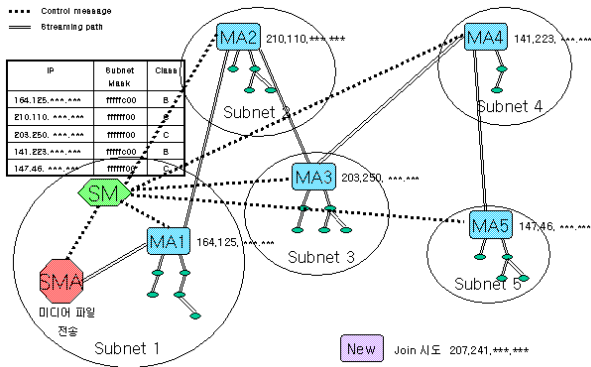 Control message
Streaming path
IP Subnet Mask Class
164.125.***.*** fffffc00 B
210.110.***.*** ffffff00
203.250.***.*** ffffff00 C
141.223.***.*** ffffc00 B
147.46.***.*** ffffff00 C
MA2 210,110,***,***
Subnet 2
MA4 141,223,***,***
Subnet 4
SM
MA3 203,250,***,***
Subnet 3
MA1 164,125,***,***
MA5 147,46,***,***
Subnet 5
SMA
미디어 파일
전송
Subnet 1
New Join 시도 207,241,***,***